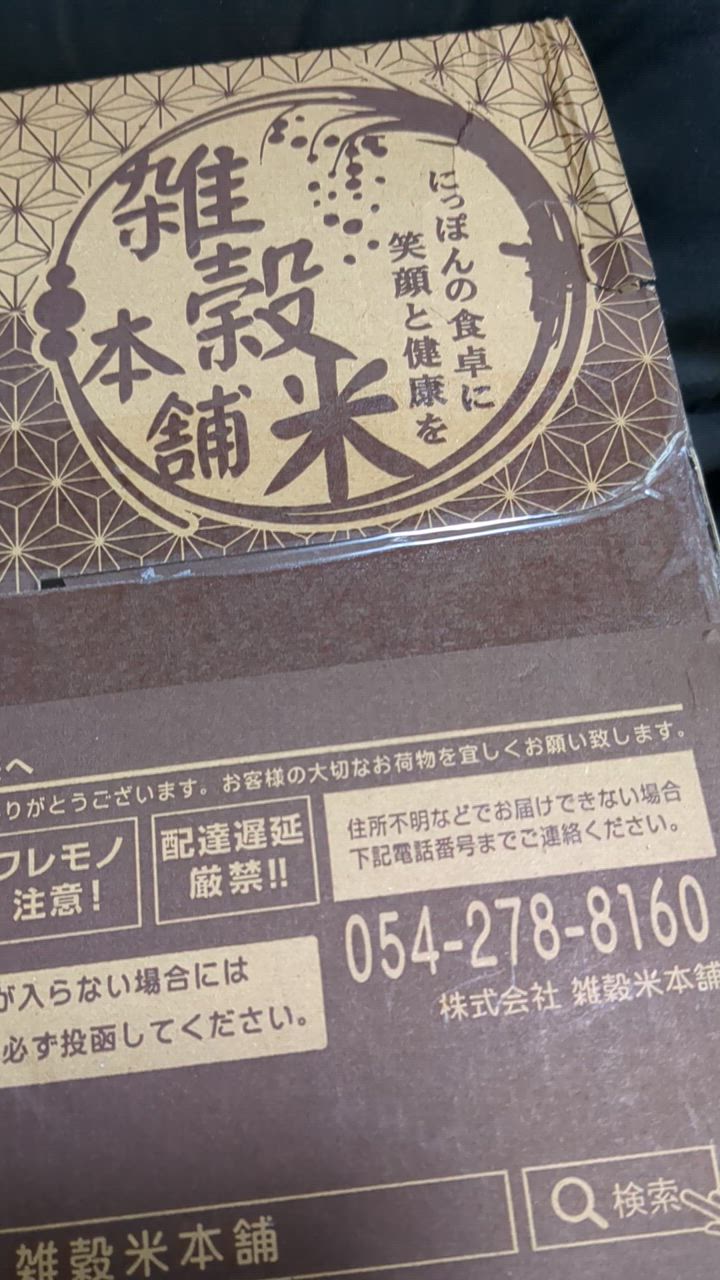 雑穀米
本舗
にっぽんの食卓に
笑顔と健康を
へ
りがとうございます。お客様の大切なお荷物を宜しくお願い致します。
ワレモノ
注意!
配達遅延
厳禁!!
住所不明などでお届けできない場合
下記電話番号までご連絡ください。
054-278-8160
株式会社 雑穀米本舗
が入らない場合には
必ず投函してください。
雑穀米本舗
検索